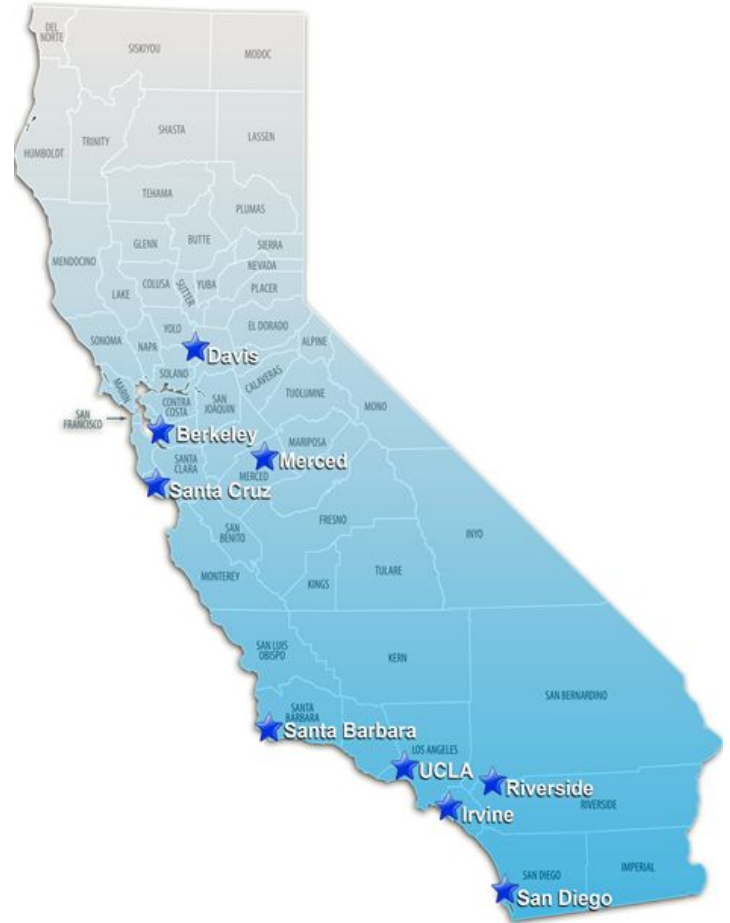 DEL
NORTE
SISKIYOU
MODOC
HUMBOLDT
TRINITY
SHASTA
LASSEN
TEHAMA
PLUMAS
MENDOCINO
GLENN
BUTTE
SIERRA
NEVADA
LAKE
COLUSA
SUTTER
YUBA
PLACER
SONOMA
NAPA
YOLO
EL DORADO
ALPINE
Davis
SOLANO
MARIN
CONTRA
COSTA
SAN
JOAQUIN
CALAVERAS
TUOLUMNE
MONO
SAN
FRANCISCO
Berkeley
MARIPOSA
SANTA
CLARA
MERCED
Merced
Santa Cruz
SAN
BENITO
FRESNO
INYO
MONTEREY
KINGS
TULARE
SAN LUIS
OBISPO
KERN
SAN BERNARDINO
SANTA
BARBARA
Santa Barbara
LOS ANGELES
UCLA
Riverside
RIVERSIDE
Irvine
SAN DIEGO
IMPERIAL
San Diego